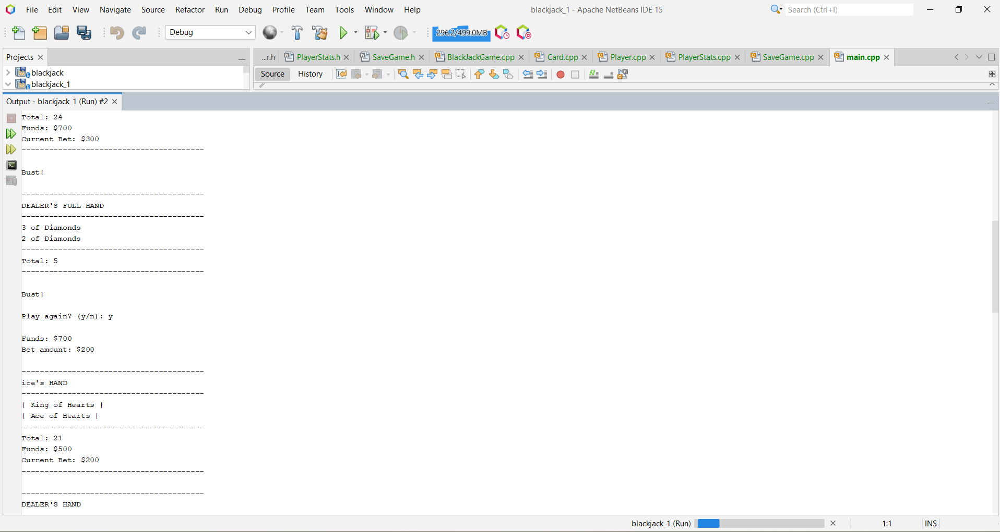 File Edit View Navigate Source Refactor Run Debug Profile Team Tools Window Help blackjack_1 - Apache NetBeans IDE 15 Search (Ctrl+I)
Debug 296.2/499.0MB
Projects ...r.h PlayerStats.h SaveGame.h BlackJackGame.cpp Card.cpp Player.cpp PlayerStats.cpp SaveGame.cpp main.cpp
blackjack
blackjack_1
Source History
Output - blackjack_1 (Run) #2
Total: 24
Funds: $700
Current Bet: $300
----------------------------------------
Bust!
----------------------------------------
DEALER'S FULL HAND
----------------------------------------
3 of Diamonds
2 of Diamonds
----------------------------------------
Total: 5
----------------------------------------
Bust!
Play again? (y/n): y
Funds: $700
Bet amount: $200
----------------------------------------
ire's HAND
----------------------------------------
| King of Hearts |
| Ace of Hearts |
----------------------------------------
Total: 21
Funds: $500
Current Bet: $200
----------------------------------------
----------------------------------------
DEALER'S HAND
blackjack_1 (Run) 1:1 INS